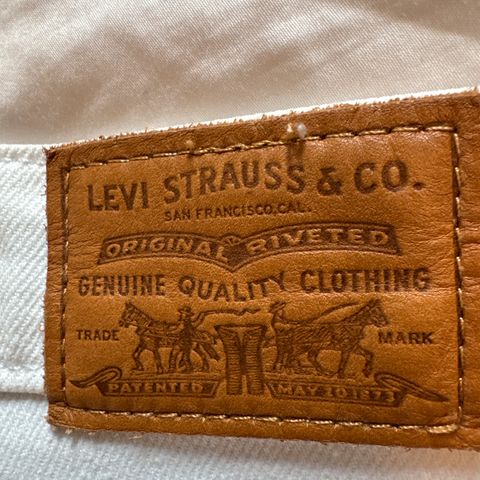 LEVI STRAUSS & CO.
SAN FRANCISCO, CAL.
ORIGINAL RIVETED
GENUINE QUALITY CLOTHING
TRADE MARK
PATENTED MAY 20 1873